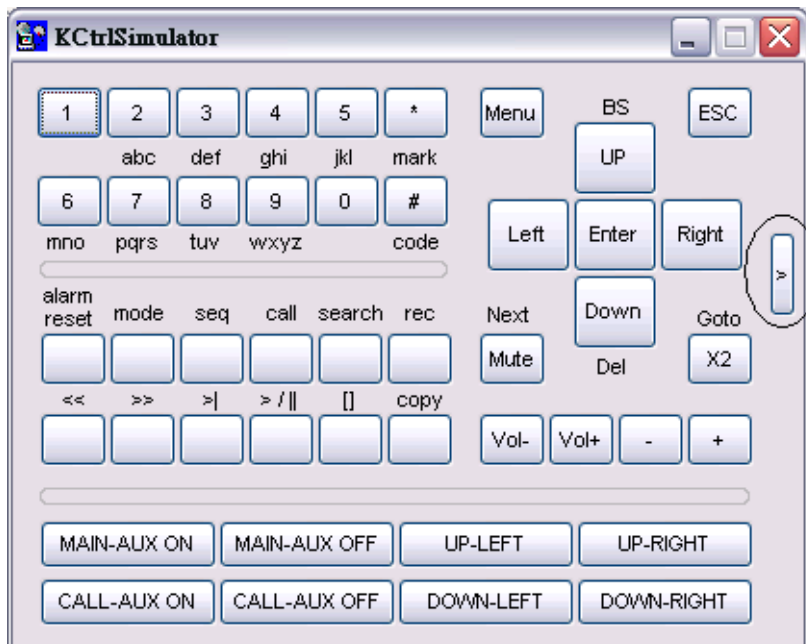 KCtrlSimulator
1 2 3 4 5 * Menu BS ESC
abc def ghi jkl mark UP
6 7 8 9 0 # Left Enter Right >
mno pqrs tuv wxyz code
alarm
reset mode seq call search rec Next Down Goto
Mute Del X2
<< >> >| > / || [] copy
Vol- Vol+ - +
MAIN-AUX ON MAIN-AUX OFF UP-LEFT UP-RIGHT
CALL-AUX ON CALL-AUX OFF DOWN-LEFT DOWN-RIGHT